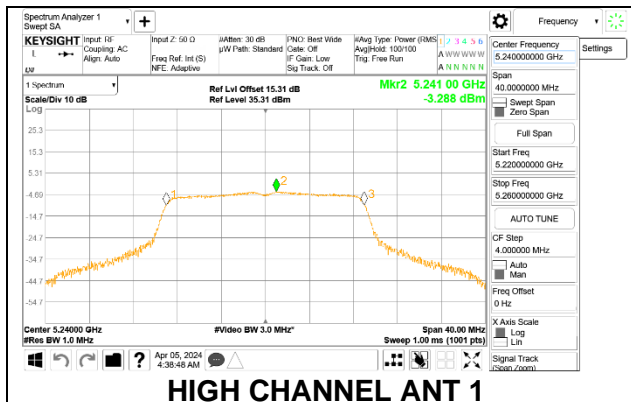 Spectrum Analyzer 1
Swept SA
+
Frequency
KEYSIGHT
L
Input: RF
Coupling: AC
Align: Auto
Input Z: 50 Ω
Freq Ref: Int (S)
NFE: Adaptive
#Atten: 30 dB
µW Path: Standard
PNO: Best Wide
Gate: Off
IF Gain: Low
Sig Track: Off
#Avg Type: Power (RMS
Avg|Hold: 100/100
Trig: Free Run
1 2 3 4 5 6
A WW W W W
A N N N N N
1 Spectrum
Scale/Div 10 dB
Log
Ref Lvl Offset 15.31 dB
Ref Level 35.31 dBm
Mkr2 5.241 00 GHz
-3.288 dBm
25.3
15.3
5.31
-4.69
-14.7
-24.7
-34.7
-44.7
-54.7
1
2
3
Center 5.24000 GHz
#Res BW 1.0 MHz
#Video BW 3.0 MHz*
Span 40.00 MHz
Sweep 1.00 ms (1001 pts)
?
Apr 05, 2024
4:38:48 AM
Center Frequency
5.240000000 GHz
Settings
Span
40.0000000 MHz
Swept Span
Zero Span
Full Span
Start Freq
5.220000000 GHz
Stop Freq
5.260000000 GHz
AUTO TUNE
CF Step
4.000000 MHz
Auto
Man
Freq Offset
0 Hz
X Axis Scale
Log
Lin
Signal Track
(Span Zoom)
HIGH CHANNEL ANT 1